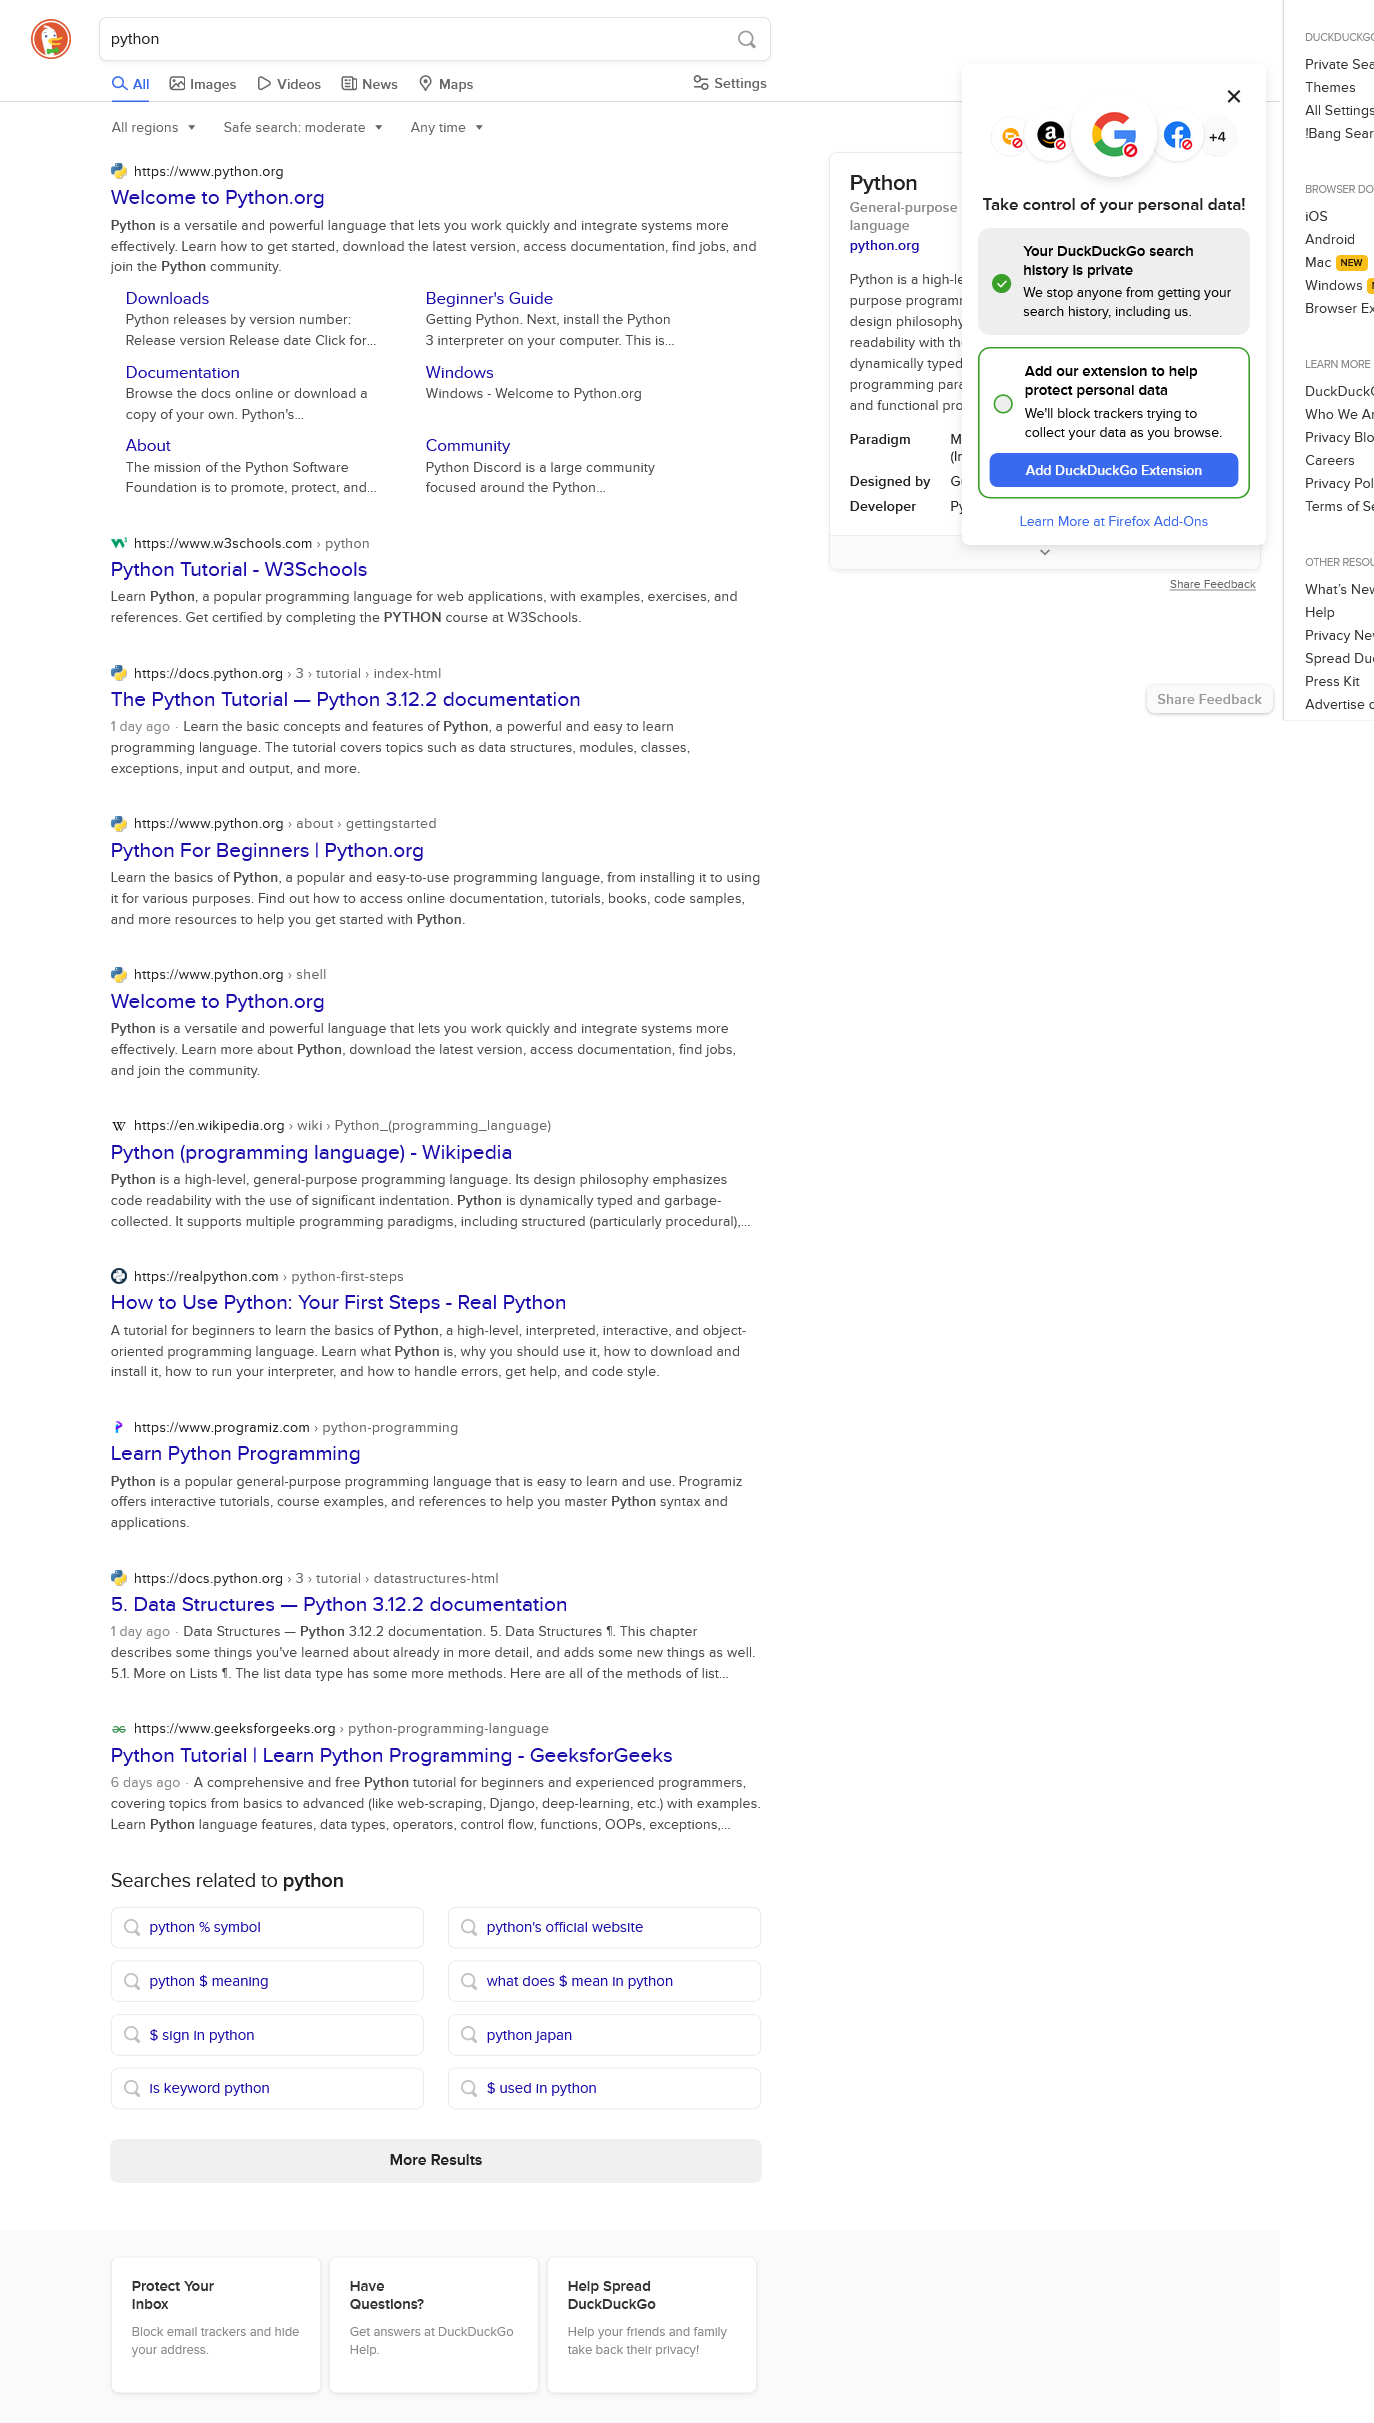 python
All
Images
Videos
News
Maps
Settings
All regions
Safe search: moderate
Any time
https://www.python.org
Welcome to Python.org
Python is a versatile and powerful language that lets you work quickly and integrate systems more
effectively. Learn how to get started, download the latest version, access documentation, find jobs, and
join the Python community.
Downloads
Python releases by version number:
Release version Release date Click for...
Beginner's Guide
Getting Python. Next, install the Python
3 interpreter on your computer. This is...
Documentation
Browse the docs online or download a
copy of your own. Python's...
Windows
Windows - Welcome to Python.org
About
The mission of the Python Software
Foundation is to promote, protect, and...
Community
Python Discord is a large community
focused around the Python...
https://www.w3schools.com › python
Python Tutorial - W3Schools
Learn Python, a popular programming language for web applications, with examples, exercises, and
references. Get certified by completing the PYTHON course at W3Schools.
https://docs.python.org › 3 › tutorial › index-html
The Python Tutorial — Python 3.12.2 documentation
1 day ago · Learn the basic concepts and features of Python, a powerful and easy to learn
programming language. The tutorial covers topics such as data structures, modules, classes,
exceptions, input and output, and more.
https://www.python.org › about › gettingstarted
Python For Beginners | Python.org
Learn the basics of Python, a popular and easy-to-use programming language, from installing it to using
it for various purposes. Find out how to access online documentation, tutorials, books, code samples,
and more resources to help you get started with Python.
https://www.python.org › shell
Welcome to Python.org
Python is a versatile and powerful language that lets you work quickly and integrate systems more
effectively. Learn more about Python, download the latest version, access documentation, find jobs,
and join the community.
https://en.wikipedia.org › wiki › Python_(programming_language)
Python (programming language) - Wikipedia
Python is a high-level, general-purpose programming language. Its design philosophy emphasizes
code readability with the use of significant indentation. Python is dynamically typed and garbage-
collected. It supports multiple programming paradigms, including structured (particularly procedural),...
https://realpython.com › python-first-steps
How to Use Python: Your First Steps - Real Python
A tutorial for beginners to learn the basics of Python, a high-level, interpreted, interactive, and object-
oriented programming language. Learn what Python is, why you should use it, how to download and
install it, how to run your interpreter, and how to handle errors, get help, and code style.
https://www.programiz.com › python-programming
Learn Python Programming
Python is a popular general-purpose programming language that is easy to learn and use. Programiz
offers interactive tutorials, course examples, and references to help you master Python syntax and
applications.
https://docs.python.org › 3 › tutorial › datastructures-html
5. Data Structures — Python 3.12.2 documentation
1 day ago · Data Structures — Python 3.12.2 documentation. 5. Data Structures ¶. This chapter
describes some things you've learned about already in more detail, and adds some new things as well.
5.1. More on Lists ¶. The list data type has some more methods. Here are all of the methods of list...
https://www.geeksforgeeks.org › python-programming-language
Python Tutorial | Learn Python Programming - GeeksforGeeks
6 days ago · A comprehensive and free Python tutorial for beginners and experienced programmers,
covering topics from basics to advanced (like web-scraping, Django, deep-learning, etc.) with examples.
Learn Python language features, data types, operators, control flow, functions, OOPs, exceptions,...
Searches related to python
python % symbol
python's official website
python $ meaning
what does $ mean in python
$ sign in python
python japan
is keyword python
$ used in python
More Results
Protect Your
Inbox
Block email trackers and hide
your address.
Have
Questions?
Get answers at DuckDuckGo
Help.
Help Spread
DuckDuckGo
Help your friends and family
take back their privacy!
Python
General-purpose
language
python.org
Python is a high-le
purpose program
design philosophy
readability with th
dynamically typed
programming para
and functional pro
Paradigm M
(Ir
Designed by G
Developer Py
Share Feedback
Share Feedback
+4
Take control of your personal data!
Your DuckDuckGo search
history is private
We stop anyone from getting your
search history, including us.
Add our extension to help
protect personal data
We'll block trackers trying to
collect your data as you browse.
Add DuckDuckGo Extension
Learn More at Firefox Add-Ons
DUCKDUCKGO
Private Sea
Themes
All Settings
!Bang Sear
BROWSER DO
iOS
Android
Mac NEW
Windows
Browser Ex
LEARN MORE
DuckDuckG
Who We Ar
Privacy Blo
Careers
Privacy Pol
Terms of Se
OTHER RESOU
What's New
Help
Privacy Ne
Spread Du
Press Kit
Advertise o